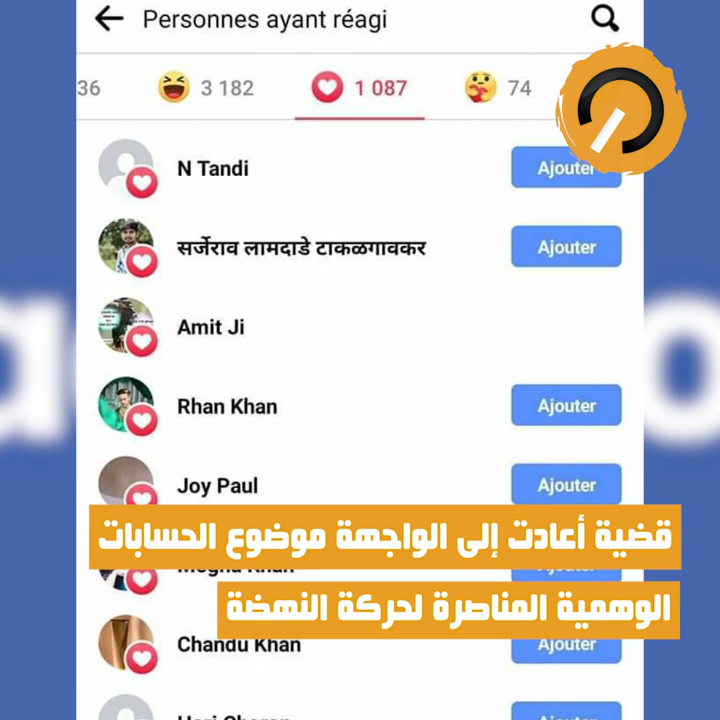 Personnes ayant réagi
36 3 182 1 087 74
N Tandi Ajouter
सर्जेराव लामदाडे टाकळगावकर Ajouter
Amit Ji
Rhan Khan Ajouter
Joy Paul Ajouter
قضية أعادت إلى الواجهة موضوع الحسابات
الوهمية المناصرة لحركة النهضة
Chandu Khan Ajouter